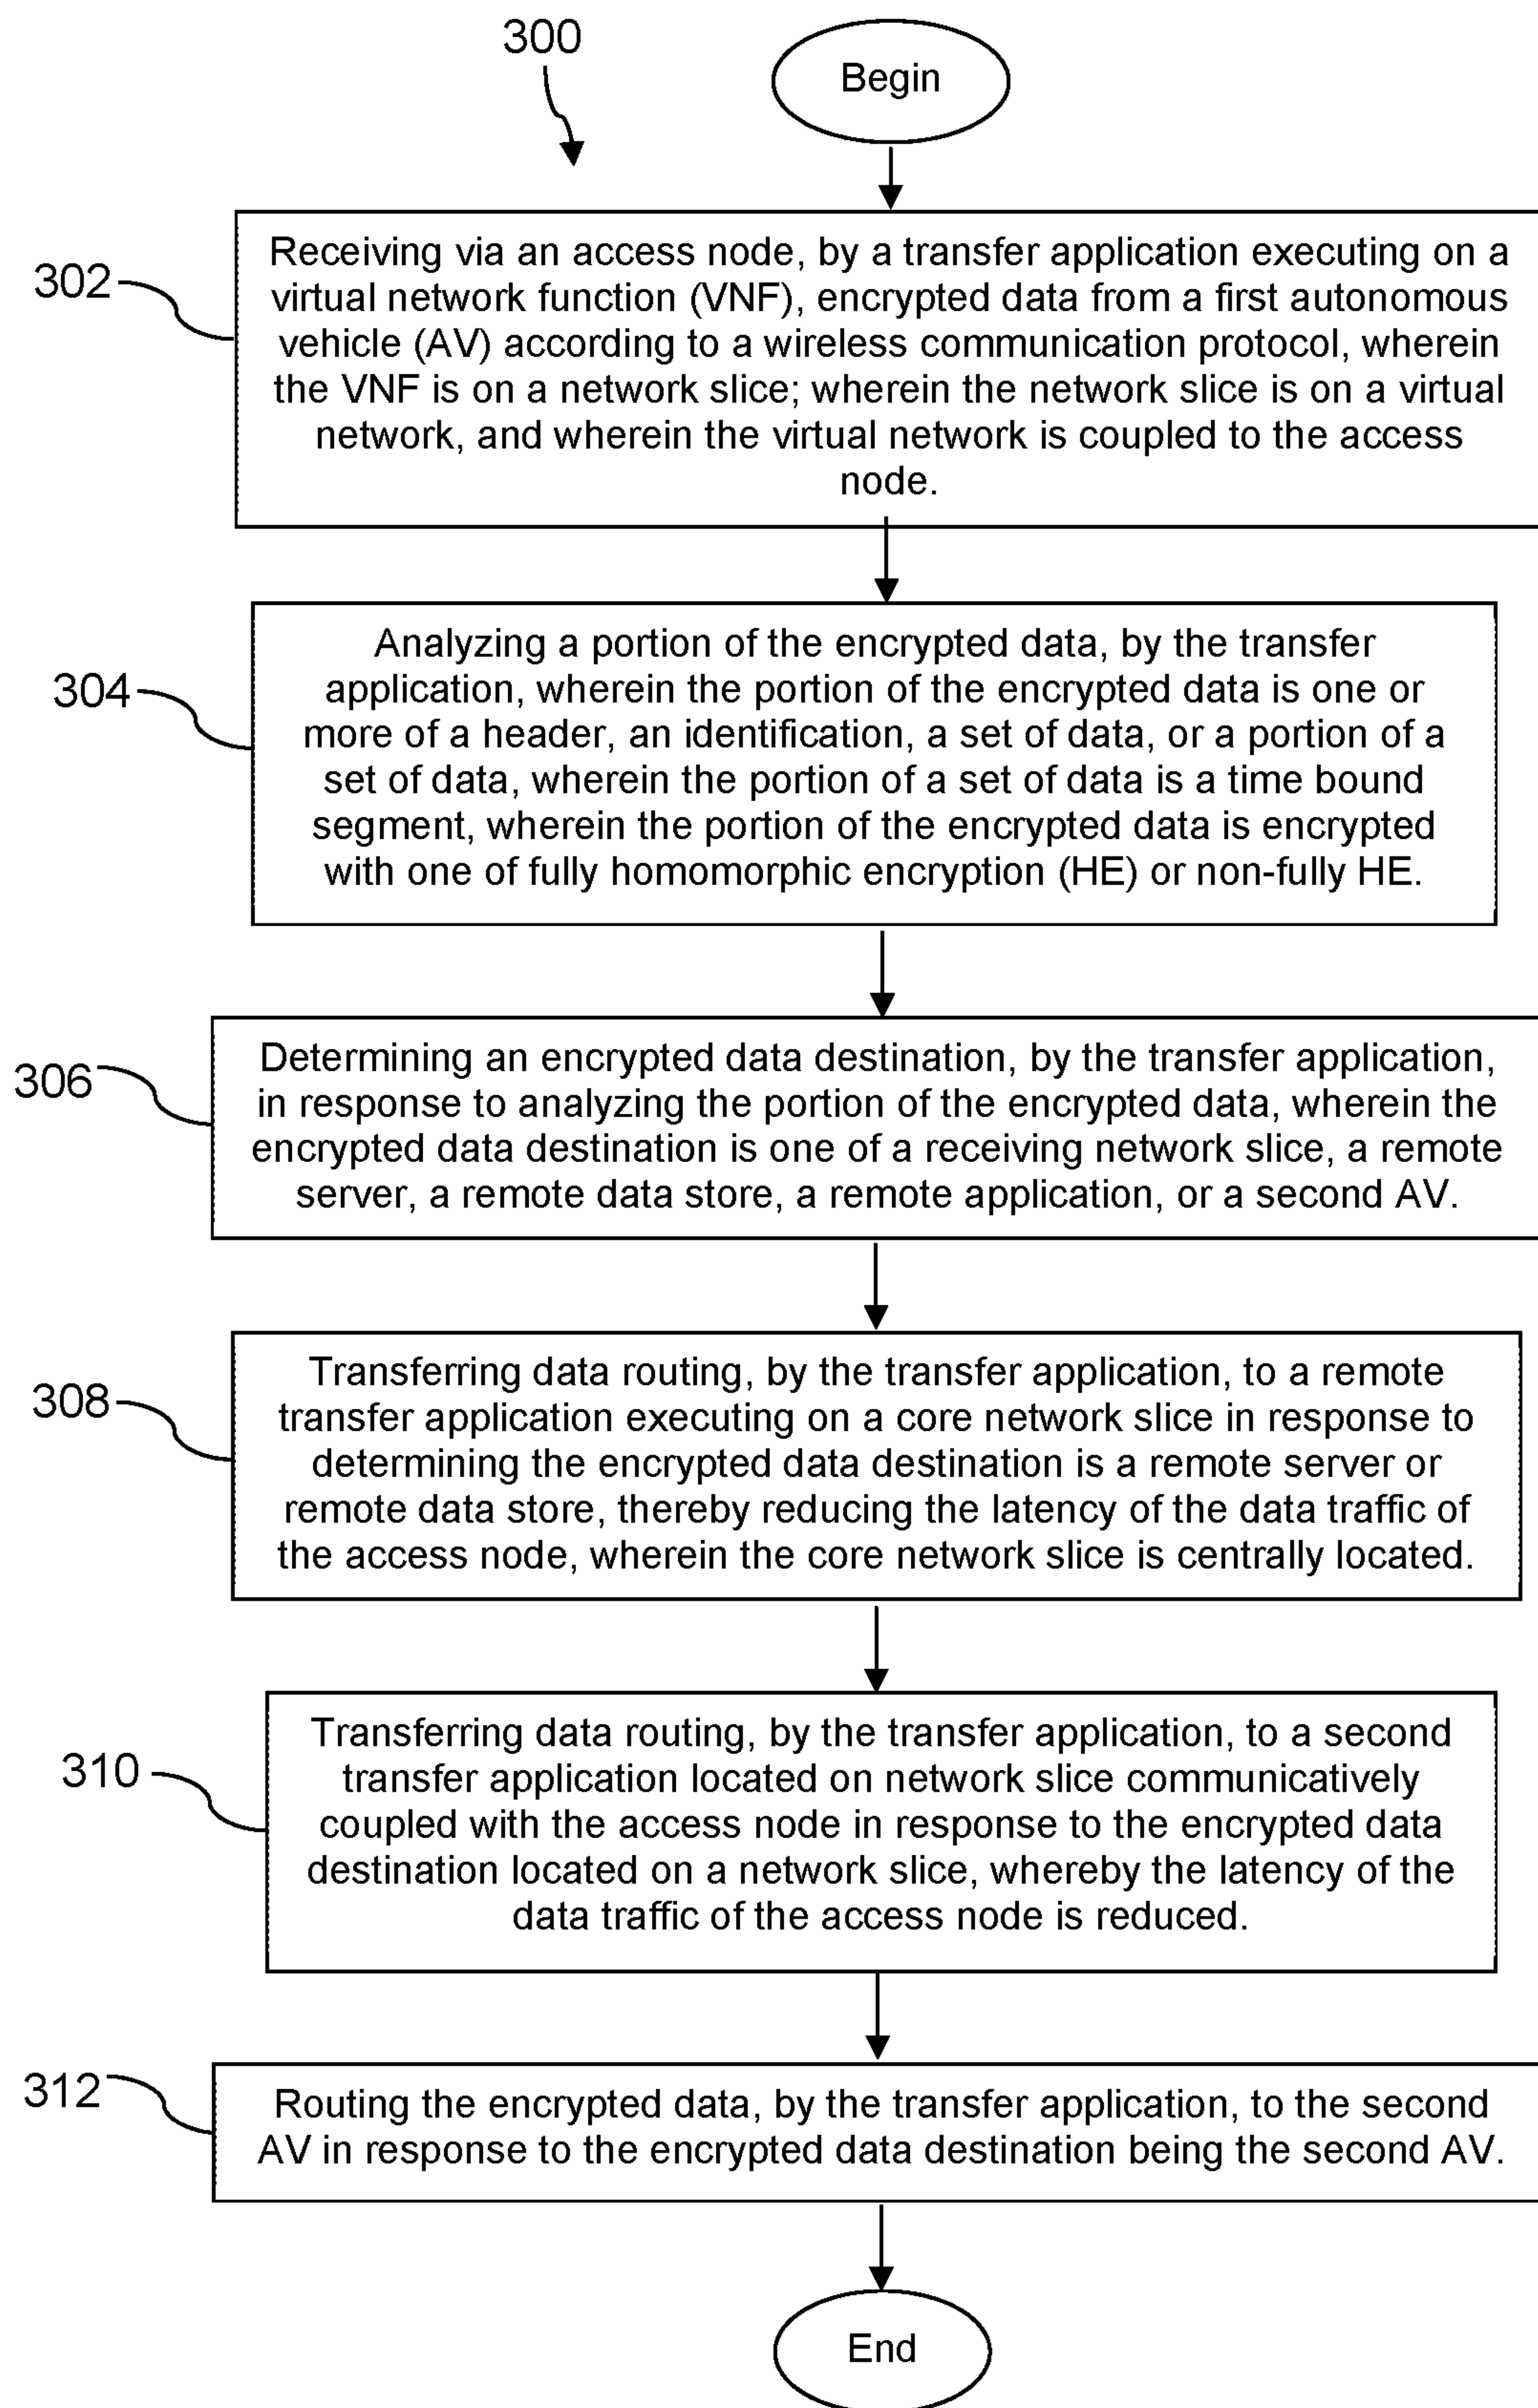 300
Begin
302
Receiving via an access node, by a transfer application executing on a
virtual network function (VNF), encrypted data from a first autonomous
vehicle (AV) according to a wireless communication protocol, wherein
the VNF is on a network slice; wherein the network slice is on a virtual
network, and wherein the virtual network is coupled to the access
node.
304
Analyzing a portion of the encrypted data, by the transfer
application, wherein the portion of the encrypted data is one or
more of a header, an identification, a set of data, or a portion of a
set of data, wherein the portion of a set of data is a time bound
segment, wherein the portion of the encrypted data is encrypted
with one of fully homomorphic encryption (HE) or non-fully HE.
306
Determining an encrypted data destination, by the transfer application,
in response to analyzing the portion of the encrypted data, wherein the
encrypted data destination is one of a receiving network slice, a remote
server, a remote data store, a remote application, or a second AV.
308
Transferring data routing, by the transfer application, to a remote
transfer application executing on a core network slice in response to
determining the encrypted data destination is a remote server or
remote data store, thereby reducing the latency of the data traffic of
the access node, wherein the core network slice is centrally located.
310
Transferring data routing, by the transfer application, to a second
transfer application located on network slice communicatively
coupled with the access node in response to the encrypted data
destination located on a network slice, whereby the latency of the
data traffic of the access node is reduced.
312
Routing the encrypted data, by the transfer application, to the second
AV in response to the encrypted data destination being the second AV.
End